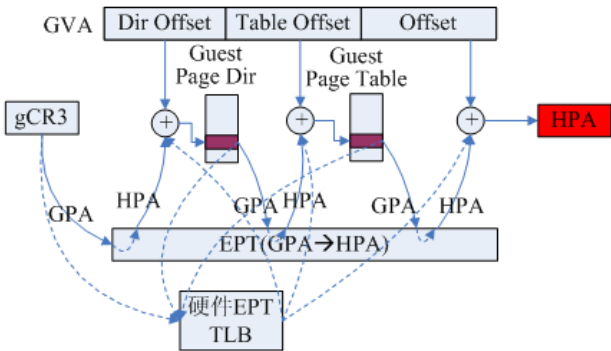 GVA
Dir Offset
Table Offset
Offset
Guest
Page Dir
Guest
Page Table
gCR3
+
+
+
HPA
GPA
HPA
GPA
HPA
GPA
HPA
EPT(GPA→HPA)
硬件EPT
TLB